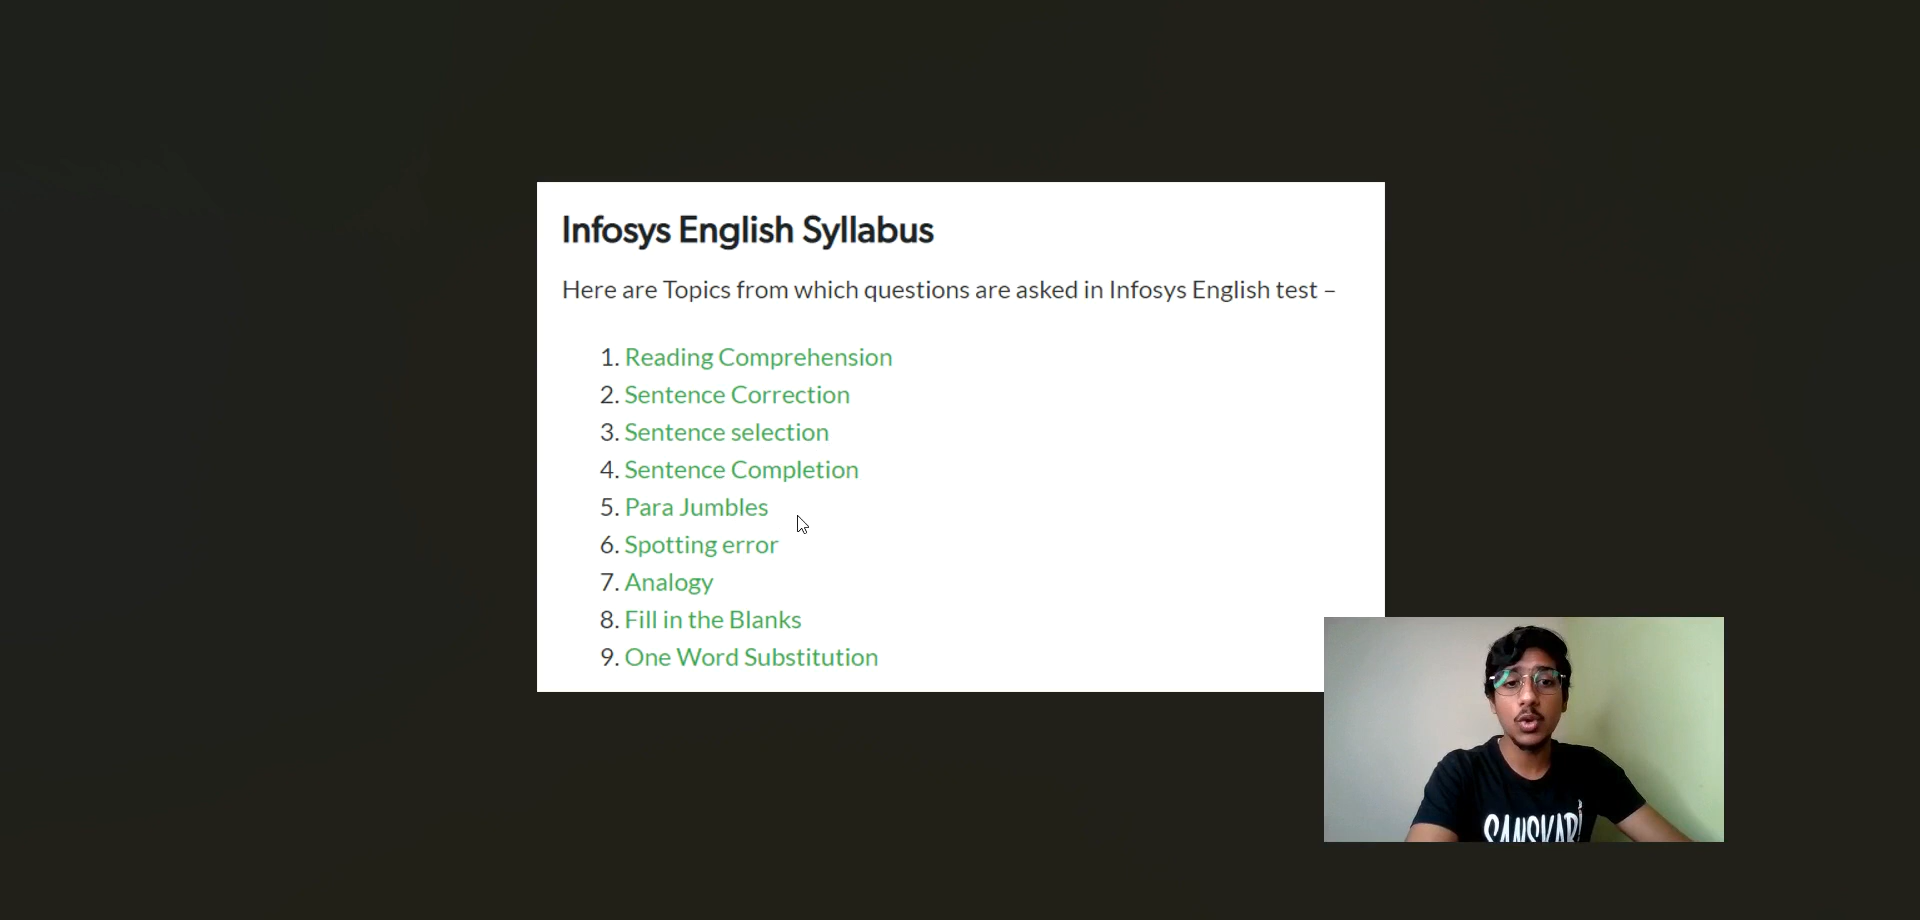 Infosys English Syllabus
Here are Topics from which questions are asked in Infosys English test –
1. Reading Comprehension
2. Sentence Correction
3. Sentence selection
4. Sentence Completion
5. Para Jumbles
6. Spotting error
7. Analogy
8. Fill in the Blanks
9. One Word Substitution
SANSKARI